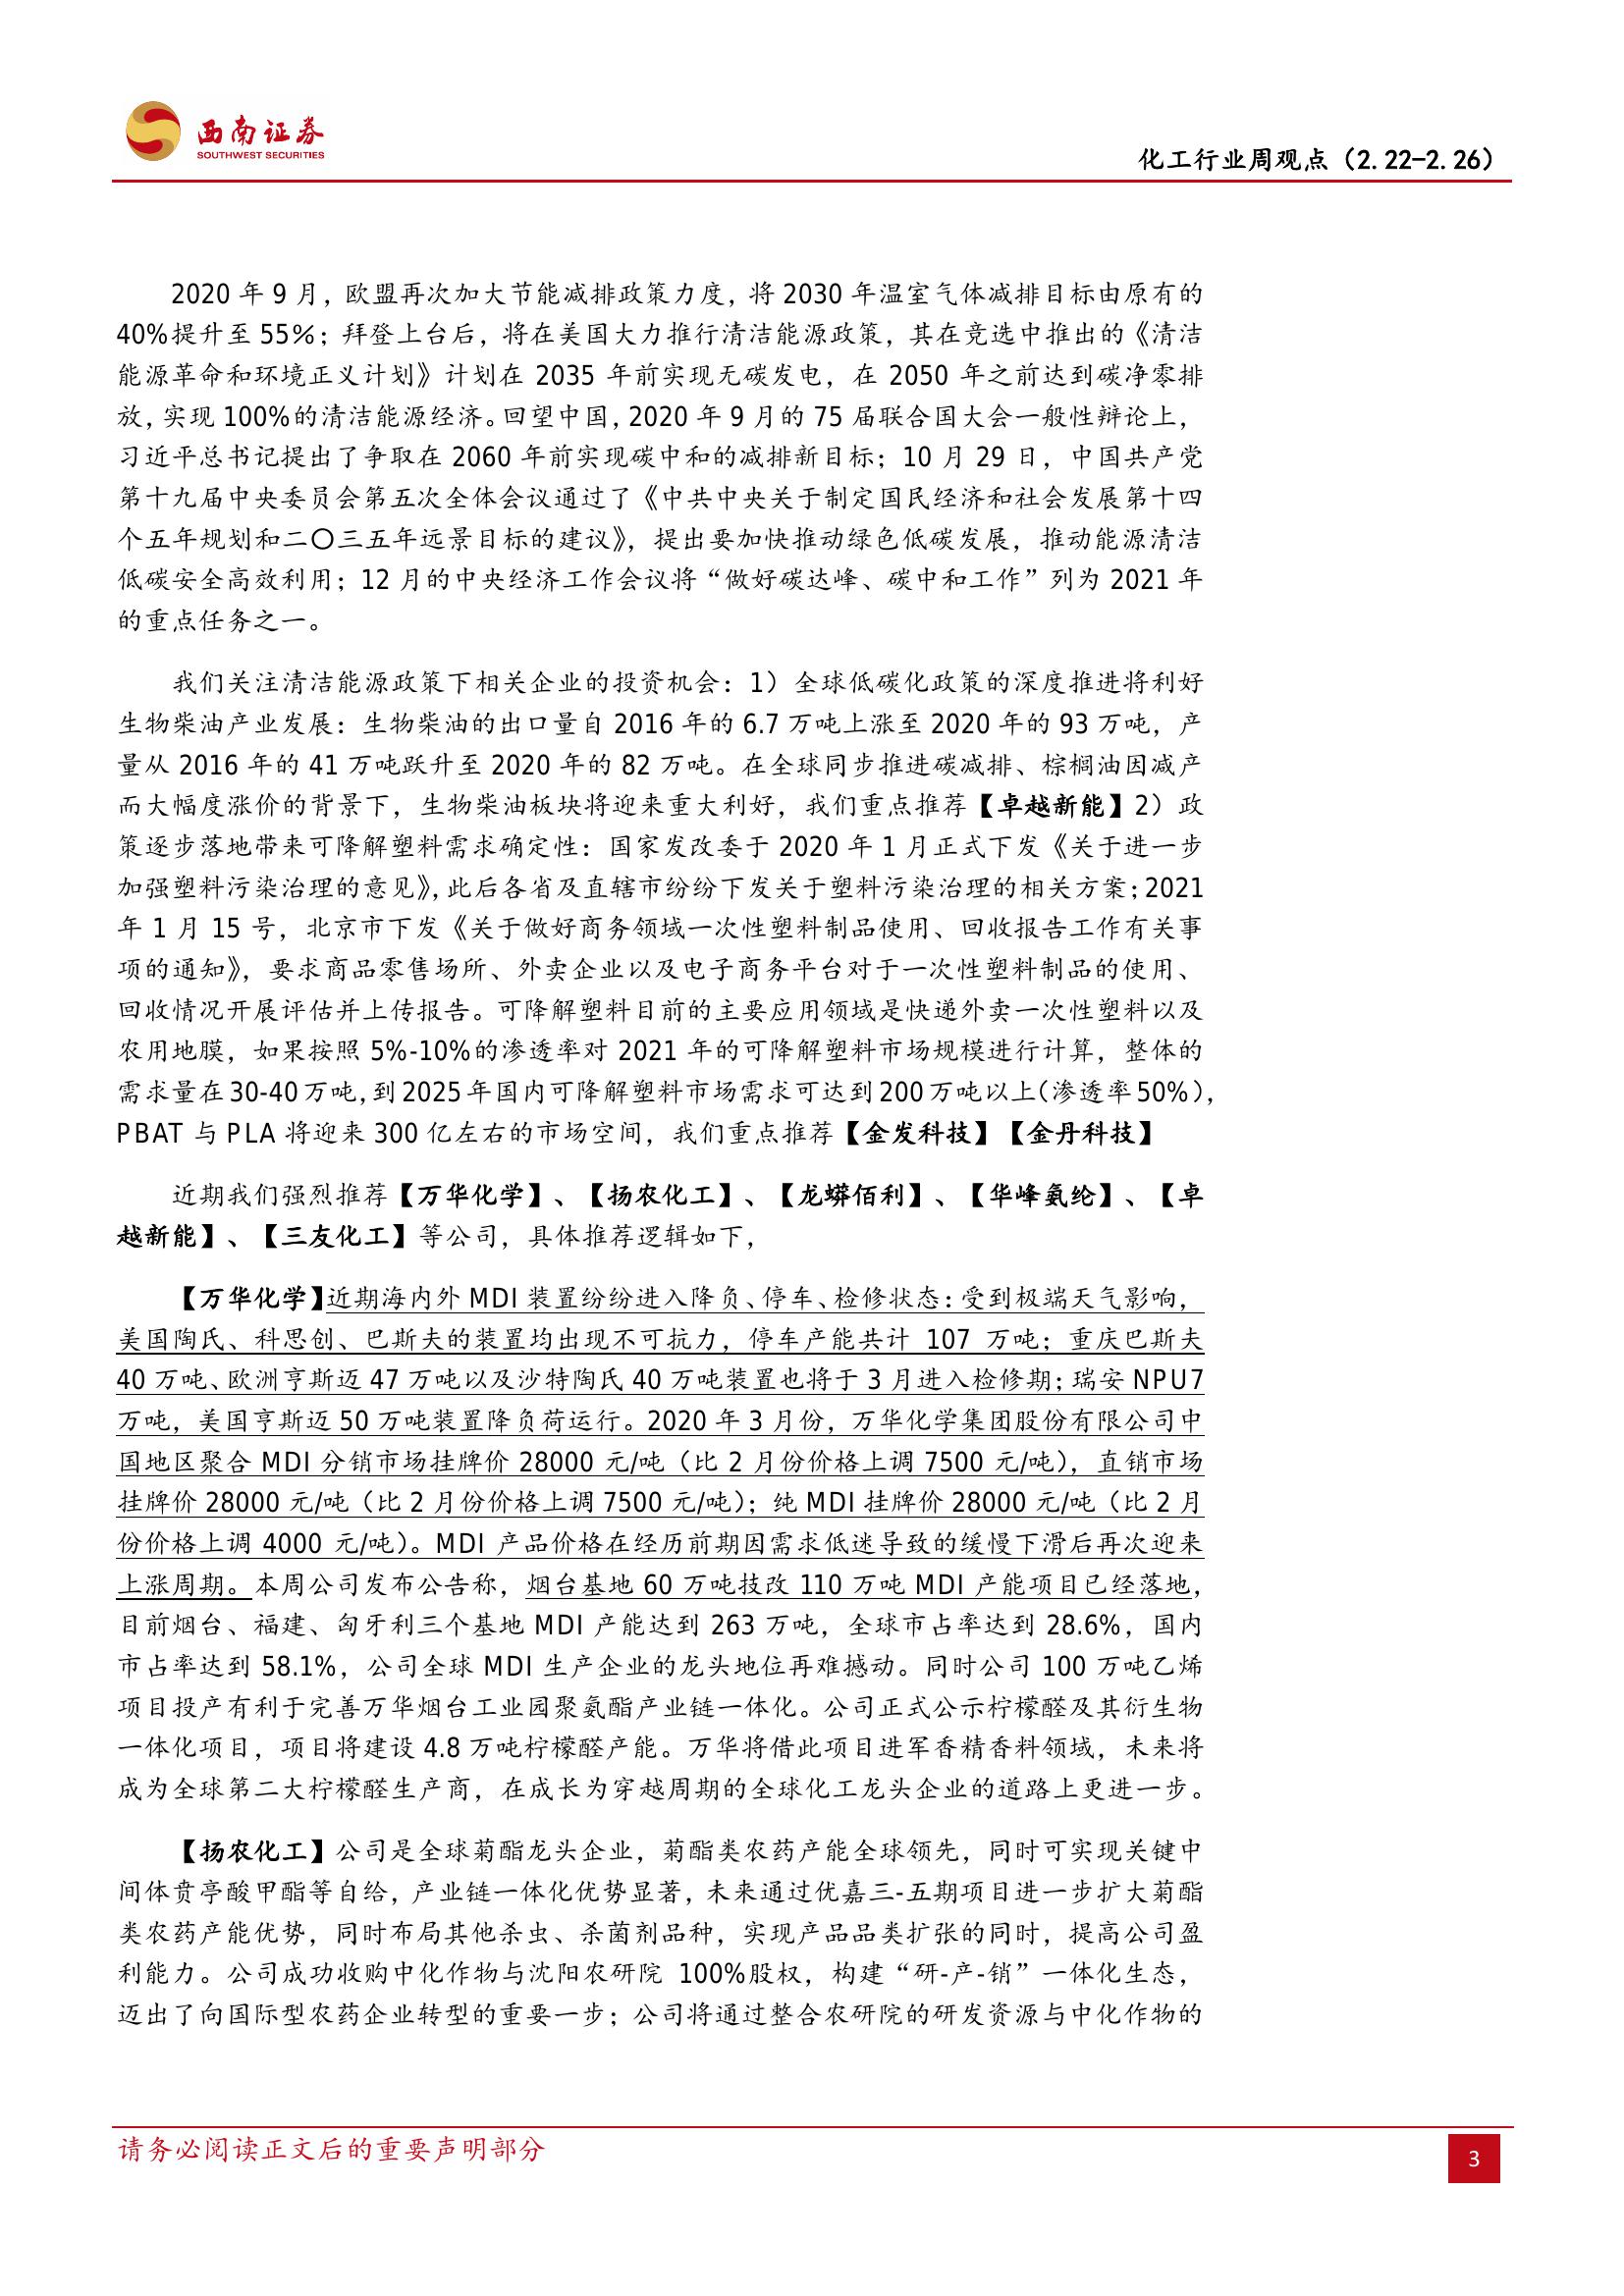 西南证券
SOUTHWEST SECURITIES
化工行业周观点（2.22-2.26）
2020 年 9 月，欧盟再次加大节能减排政策力度，将 2030 年温室气体减排目标由原有的
40%提升至 55%；拜登上台后，将在美国大力推行清洁能源政策，其在竞选中推出的《清洁
能源革命和环境正义计划》计划在 2035 年前实现无碳发电，在 2050 年之前达到碳净零排
放，实现 100%的清洁能源经济。回望中国，2020 年 9 月的 75 届联合国大会一般性辩论上，
习近平总书记提出了争取在 2060 年前实现碳中和的减排新目标；10 月 29 日，中国共产党
第十九届中央委员会第五次全体会议通过了《中共中央关于制定国民经济和社会发展第十四
个五年规划和二〇三五年远景目标的建议》，提出要加快推动绿色低碳发展，推动能源清洁
低碳安全高效利用；12 月的中央经济工作会议将“做好碳达峰、碳中和工作”列为 2021 年
的重点任务之一。
我们关注清洁能源政策下相关企业的投资机会：1）全球低碳化政策的深度推进将利好
生物柴油产业发展：生物柴油的出口量自 2016 年的 6.7 万吨上涨至 2020 年的 93 万吨，产
量从 2016 年的 41 万吨跃升至 2020 年的 82 万吨。在全球同步推进碳减排、棕榈油因减产
而大幅度涨价的背景下，生物柴油板块将迎来重大利好，我们重点推荐【卓越新能】2）政
策逐步落地带来可降解塑料需求确定性：国家发改委于 2020 年 1 月正式下发《关于进一步
加强塑料污染治理的意见》，此后各省及直辖市纷纷下发关于塑料污染治理的相关方案；2021
年 1 月 15 号，北京市下发《关于做好商务领域一次性塑料制品使用、回收报告工作有关事
项的通知》，要求商品零售场所、外卖企业以及电子商务平台对于一次性塑料制品的使用、
回收情况开展评估并上传报告。可降解塑料目前的主要应用领域是快递外卖一次性塑料以及
农用地膜，如果按照 5%-10%的渗透率对 2021 年的可降解塑料市场规模进行计算，整体的
需求量在 30-40 万吨，到 2025 年国内可降解塑料市场需求可达到 200 万吨以上（渗透率 50%），
PBAT 与 PLA 将迎来 300 亿左右的市场空间，我们重点推荐【金发科技】【金丹科技】
近期我们强烈推荐【万华化学】、【扬农化工】、【龙蟒佰利】、【华峰氨纶】、【卓
越新能】、【三友化工】等公司，具体推荐逻辑如下，
【万华化学】近期海内外 MDI 装置纷纷进入降负、停车、检修状态：受到极端天气影响，
美国陶氏、科思创、巴斯夫的装置均出现不可抗力，停车产能共计 107 万吨；重庆巴斯夫
40 万吨、欧洲亨斯迈 47 万吨以及沙特陶氏 40 万吨装置也将于 3 月进入检修期；瑞安 NPU7
万吨，美国亨斯迈 50 万吨装置降负荷运行。2020 年 3 月份，万华化学集团股份有限公司中
国地区聚合 MDI 分销市场挂牌价 28000 元/吨（比 2 月份价格上调 7500 元/吨），直销市场
挂牌价 28000 元/吨（比 2 月份价格上调 7500 元/吨）；纯 MDI 挂牌价 28000 元/吨（比 2 月
份价格上调 4000 元/吨）。MDI 产品价格在经历前期因需求低迷导致的缓慢下滑后再次迎来
上涨周期。本周公司发布公告称，烟台基地 60 万吨技改 110 万吨 MDI 产能项目已经落地，
目前烟台、福建、匈牙利三个基地 MDI 产能达到 263 万吨，全球市占率达到 28.6%，国内
市占率达到 58.1%，公司全球 MDI 生产企业的龙头地位再难撼动。同时公司 100 万吨乙烯
项目投产有利于完善万华烟台工业园聚氨酯产业链一体化。公司正式公示柠檬醛及其衍生物
一体化项目，项目将建设 4.8 万吨柠檬醛产能。万华将借此项目进军香精香料领域，未来将
成为全球第二大柠檬醛生产商，在成长为穿越周期的全球化工龙头企业的道路上更进一步。
【扬农化工】公司是全球菊酯龙头企业，菊酯类农药产能全球领先，同时可实现关键中
间体贲亭酸甲酯等自给，产业链一体化优势显著，未来通过优嘉三-五期项目进一步扩大菊酯
类农药产能优势，同时布局其他杀虫、杀菌剂品种，实现产品品类扩张的同时，提高公司盈
利能力。公司成功收购中化作物与沈阳农研院 100%股权，构建“研-产-销”一体化生态，
迈出了向国际型农药企业转型的重要一步；公司将通过整合农研院的研发资源与中化作物的
请务必阅读正文后的重要声明部分
3